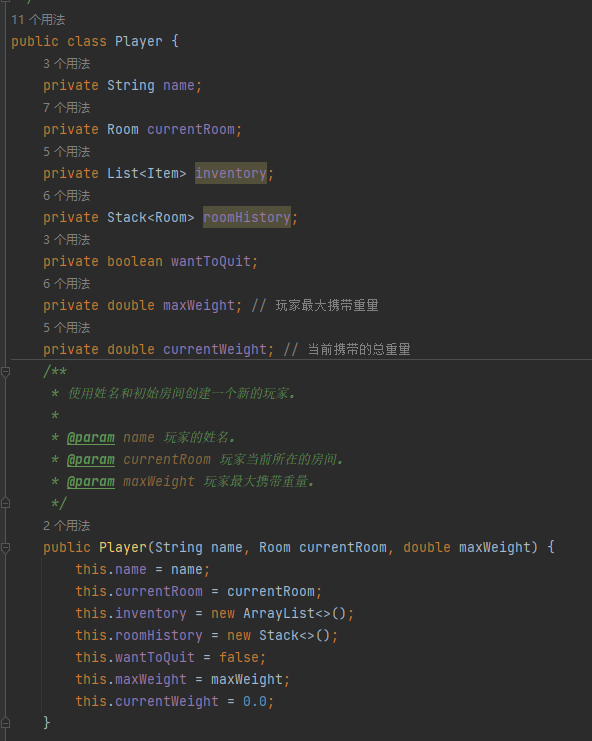 */
11 个用法
public class Player {
3 个用法
private String name;
7 个用法
private Room currentRoom;
5 个用法
private List<Item> inventory;
6 个用法
private Stack<Room> roomHistory;
3 个用法
private boolean wantToQuit;
6 个用法
private double maxWeight; // 玩家最大携带重量
5 个用法
private double currentWeight; // 当前携带的总重量
/**
* 使用姓名和初始房间创建一个新的玩家.
*
* @param name 玩家的姓名.
* @param currentRoom 玩家当前所在的房间.
* @param maxWeight 玩家最大携带重量.
*/
2 个用法
public Player(String name, Room currentRoom, double maxWeight) {
this.name = name;
this.currentRoom = currentRoom;
this.inventory = new ArrayList<>();
this.roomHistory = new Stack<>();
this.wantToQuit = false;
this.maxWeight = maxWeight;
this.currentWeight = 0.0;
}